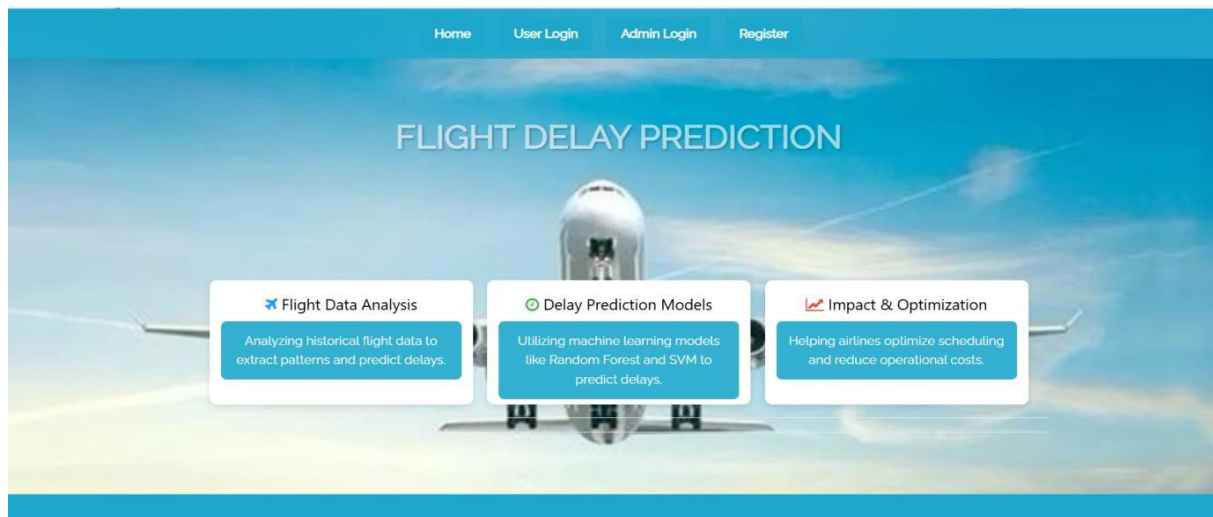 Home User Login Admin Login Register
FLIGHT DELAY PREDICTION
Flight Data Analysis
Analyzing historical flight data to
extract patterns and predict delays.
Delay Prediction Models
Utilizing machine learning models
like Random Forest and SVM to
predict delays.
Impact & Optimization
Helping airlines optimize scheduling
and reduce operational costs.